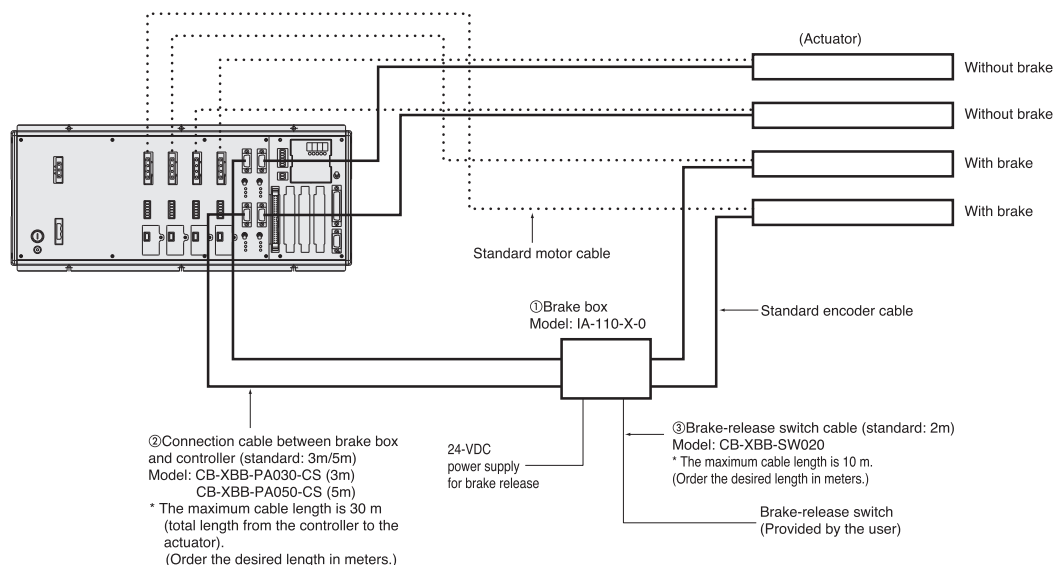 (Actuator)
Without brake
Without brake
With brake
With brake
Standard motor cable
①Brake box
Model: IA-110-X-0
Standard encoder cable
②Connection cable between brake box
and controller (standard: 3m/5m)
Model: CB-XBB-PA030-CS (3m)
CB-XBB-PA050-CS (5m)
* The maximum cable length is 30 m
(total length from the controller to the
actuator).
(Order the desired length in meters.)
24-VDC
power supply
for brake release
③Brake-release switch cable (standard: 2m)
Model: CB-XBB-SW020
* The maximum cable length is 10 m.
(Order the desired length in meters.)
Brake-release switch
(Provided by the user)